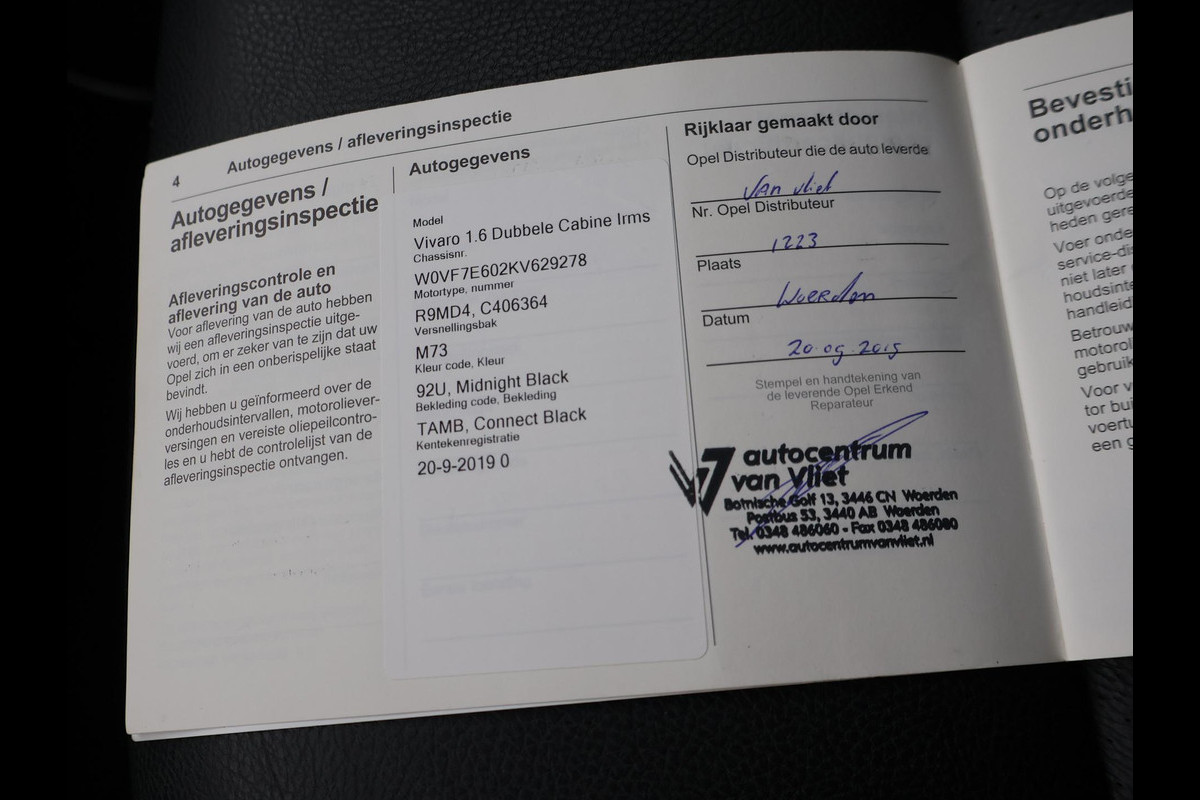 4
Autogegevens / afleveringsinspectie
Autogegevens /
afleveringsinspectie
Afleveringscontrole en
aflevering van de auto
Voor aflevering van de auto hebben
wij een afleveringsinspectie uitge-
voerd, om er zeker van te zijn dat uw
Opel zich in een onberispelijke staat
bevindt.
Wij hebben u geïnformeerd over de
onderhoudsintervallen, motoroliever-
versingen en vereiste oliepeilcontro-
les en u hebt de controlelijst van de
afleveringsinspectie ontvangen.
Autogegevens
Model
Vivaro 1.6 Dubbele Cabine Irms
Chassisnr.
W0VF7E602KV629278
Motortype, nummer
R9MD4, C406364
Versnellingsbak
M73
Kleur code, Kleur
92U, Midnight Black
Bekleding code, Bekleding
TAMB, Connect Black
Kentekenregistratie
20-9-2019 0
Rijklaar gemaakt door
Opel Distributeur die de auto leverde
Van Vliet
Nr. Opel Distributeur
1223
Plaats
Woerden
Datum
20.09.2019
Stempel en handtekening van
de leverende Opel Erkend
Reparateur
autocentrum
van Vliet
Botnische Golf 13, 3446 CN Woerden
Postbus 53, 3440 AB Woerden
Tel. 0348 486060 - Fax 0348 486080
www.autocentrumvanvliet.nl
Bevesti
onderh
Op de volge
uitgevoerde
heden gere
Voer onde
service-di
niet later
houdsinte
handleid
Betrouw
motorol
gebruik
Voor v
tor bui
voertu
een g